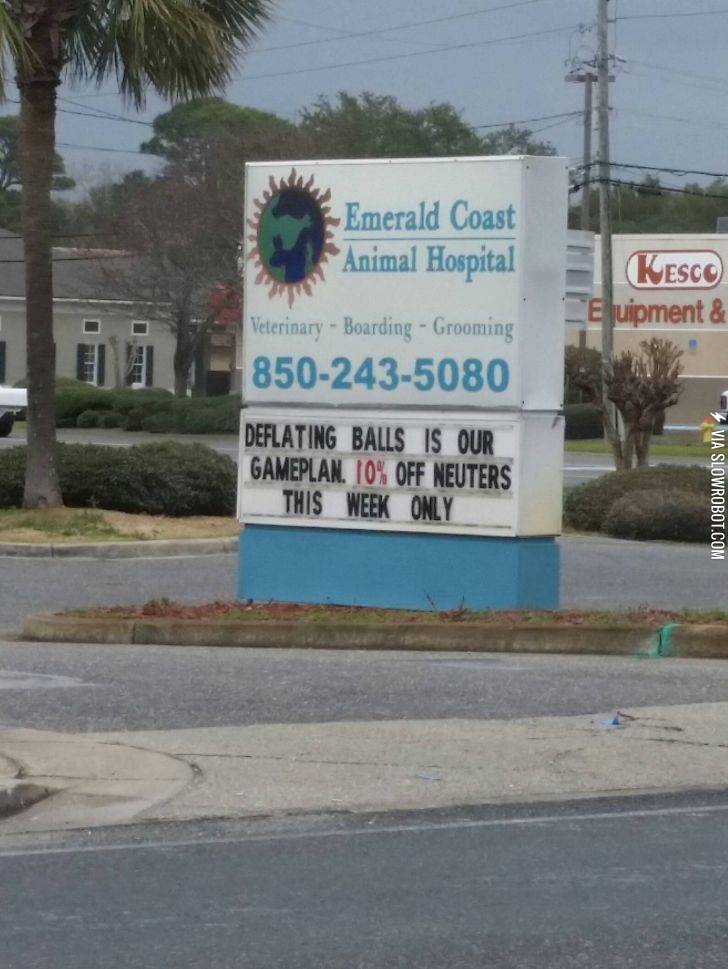 Emerald Coast
Animal Hospital
Veterinary - Boarding - Grooming
850-243-5080
DEFLATING BALLS IS OUR
GAMEPLAN. 10% OFF NEUTERS
THIS WEEK ONLY
KESCO
E uipment &
VIA SLOWROBOT.COM